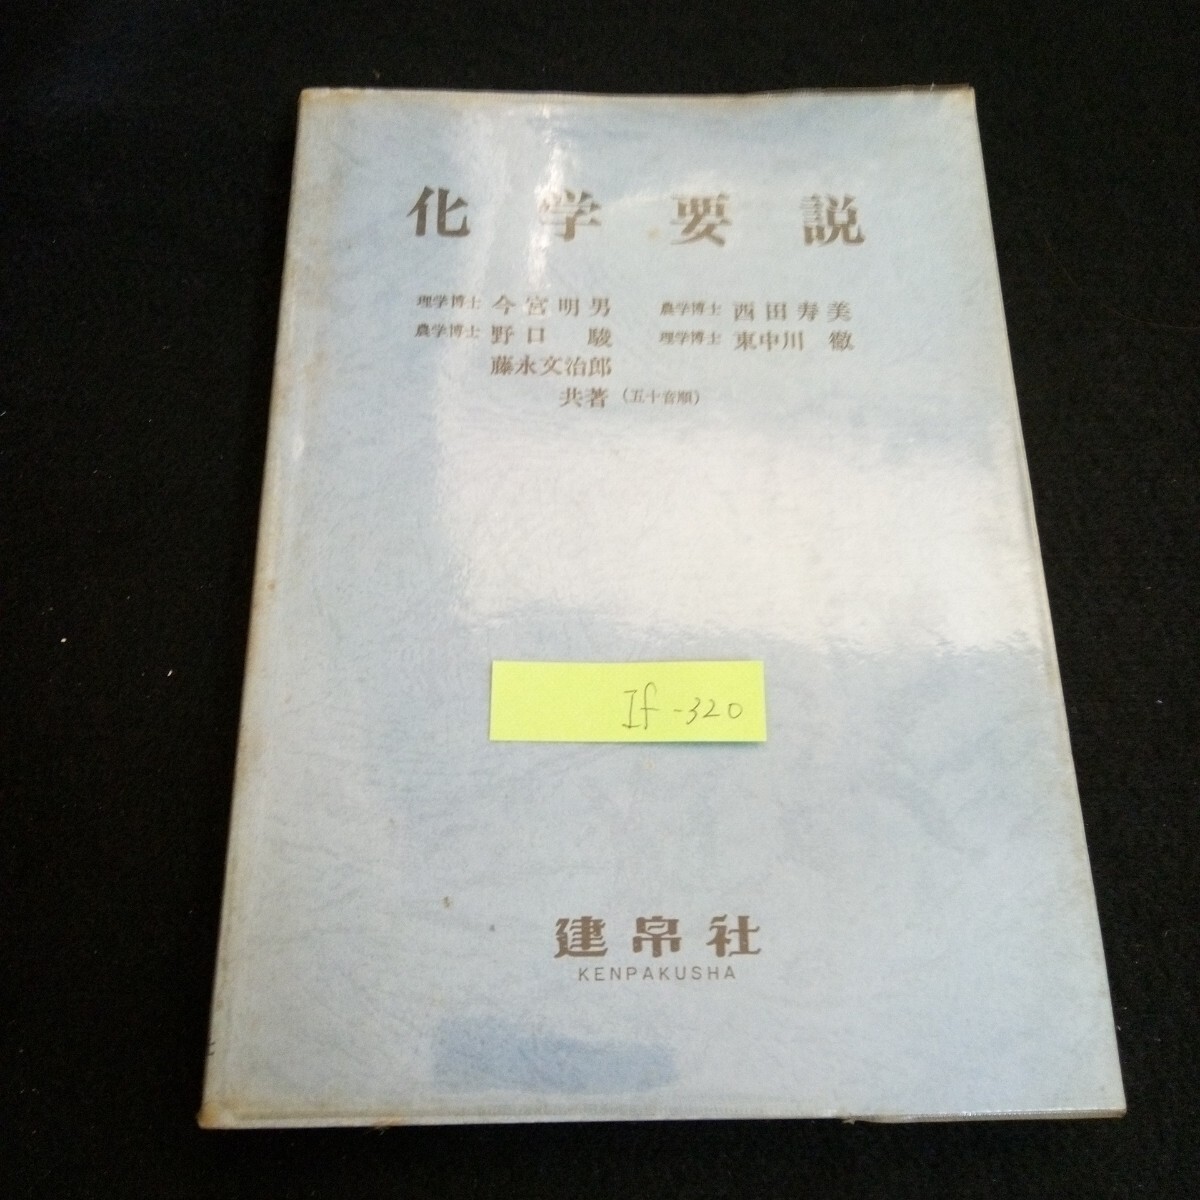 化学要説
理学博士 今宮明男 農学博士 西田寿美
農学博士 野口 駿 理学博士 東中川 徹
藤永文治郎
共著 (五十音順)
If-320
建帛社
KENPAKUSHA